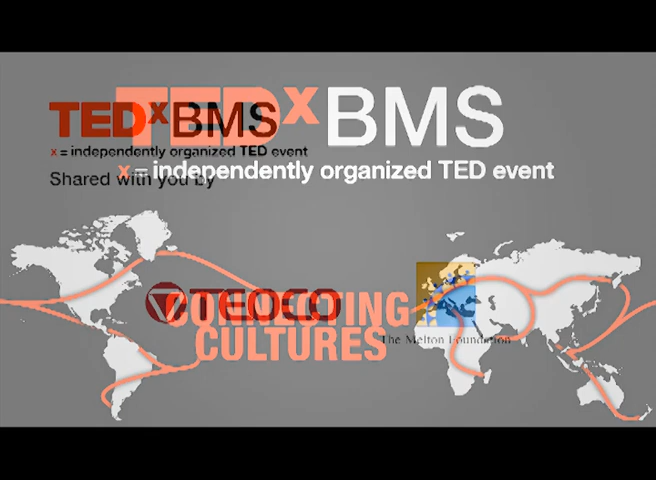 TEDxBMS
x = independently organized TED event
Shared with you by
TEDxBMS
x = independently organized TED event
CONNECTING
CULTURES
The Melton Foundation